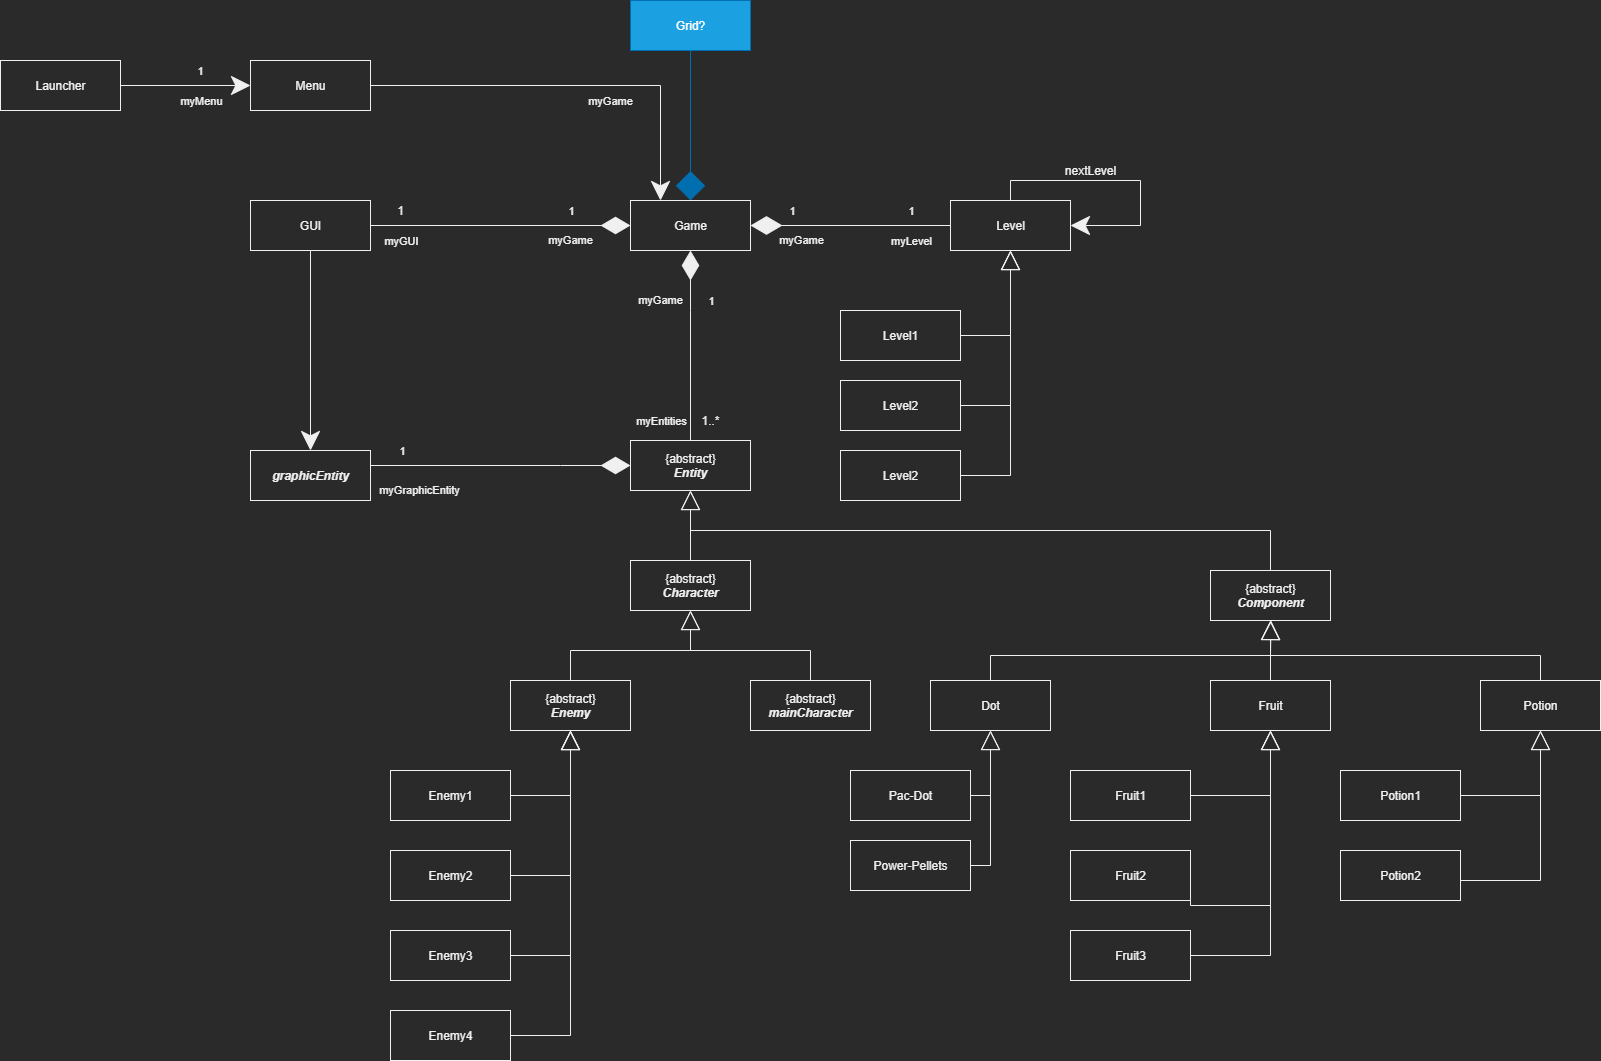 Grid?
Launcher
1
myMenu
Menu
myGame
nextLevel
GUI
1
myGUI
1
myGame
Game
1
myGame
1
myLevel
Level
myGame
1
Level1
Level2
Level2
myEntities
1..*
graphicEntity
1
myGraphicEntity
{abstract}
Entity
{abstract}
Character
{abstract}
Component
{abstract}
Enemy
{abstract}
mainCharacter
Dot
Fruit
Potion
Enemy1
Pac-Dot
Fruit1
Potion1
Enemy2
Power-Pellets
Fruit2
Potion2
Enemy3
Fruit3
Enemy4